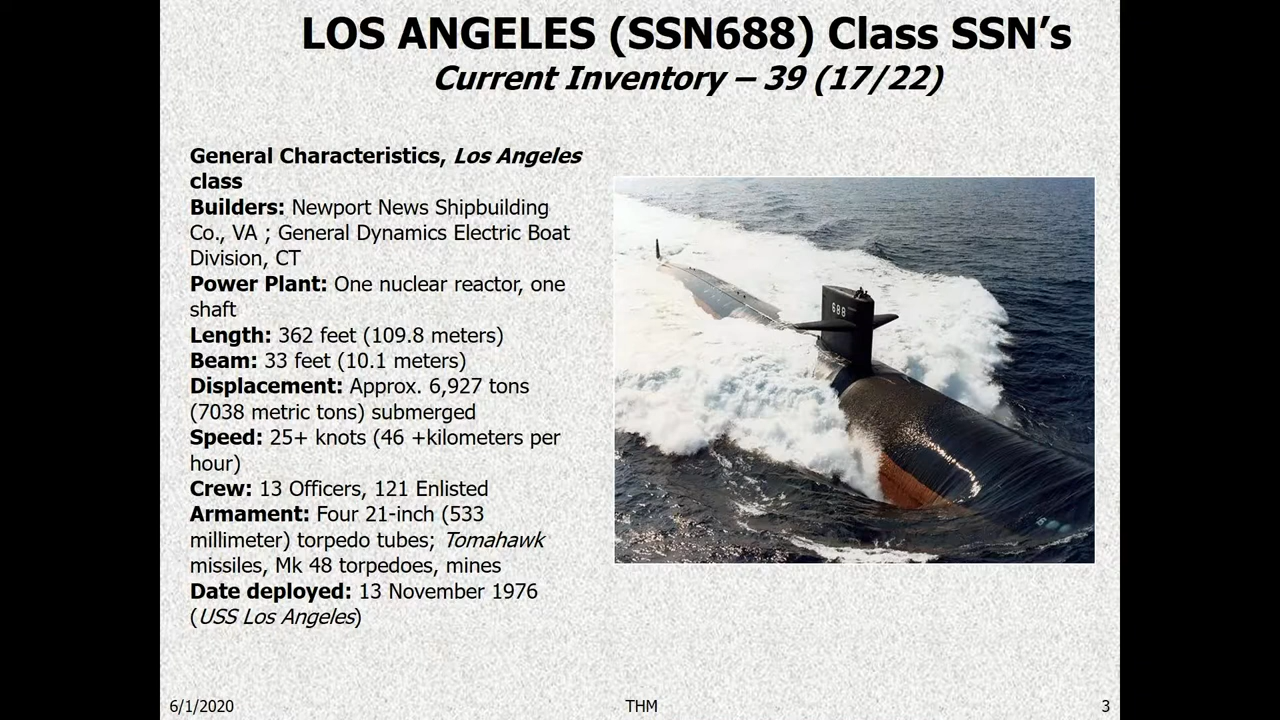 LOS ANGELES (SSN688) Class SSN’s
Current Inventory – 39 (17/22)
General Characteristics, Los Angeles
class
Builders: Newport News Shipbuilding
Co., VA ; General Dynamics Electric Boat
Division, CT
Power Plant: One nuclear reactor, one
shaft
Length: 362 feet (109.8 meters)
Beam: 33 feet (10.1 meters)
Displacement: Approx. 6,927 tons
(7038 metric tons) submerged
Speed: 25+ knots (46 +kilometers per
hour)
Crew: 13 Officers, 121 Enlisted
Armament: Four 21-inch (533
millimeter) torpedo tubes; Tomahawk
missiles, Mk 48 torpedoes, mines
Date deployed: 13 November 1976
(USS Los Angeles)
688
6/1/2020
THM
3